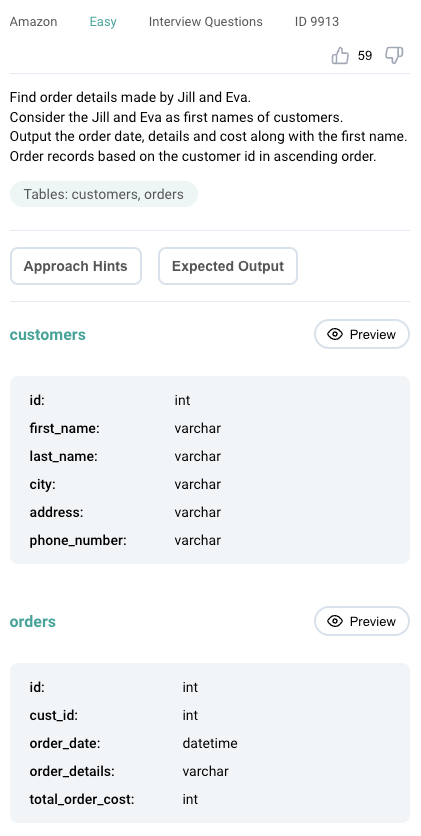 Amazon Easy Interview Questions ID 9913
59
Find order details made by Jill and Eva.
Consider the Jill and Eva as first names of customers.
Output the order date, details and cost along with the first name.
Order records based on the customer id in ascending order.
Tables: customers, orders
Approach Hints Expected Output
customers Preview
id: int
first_name: varchar
last_name: varchar
city: varchar
address: varchar
phone_number: varchar
orders Preview
id: int
cust_id: int
order_date: datetime
order_details: varchar
total_order_cost: int